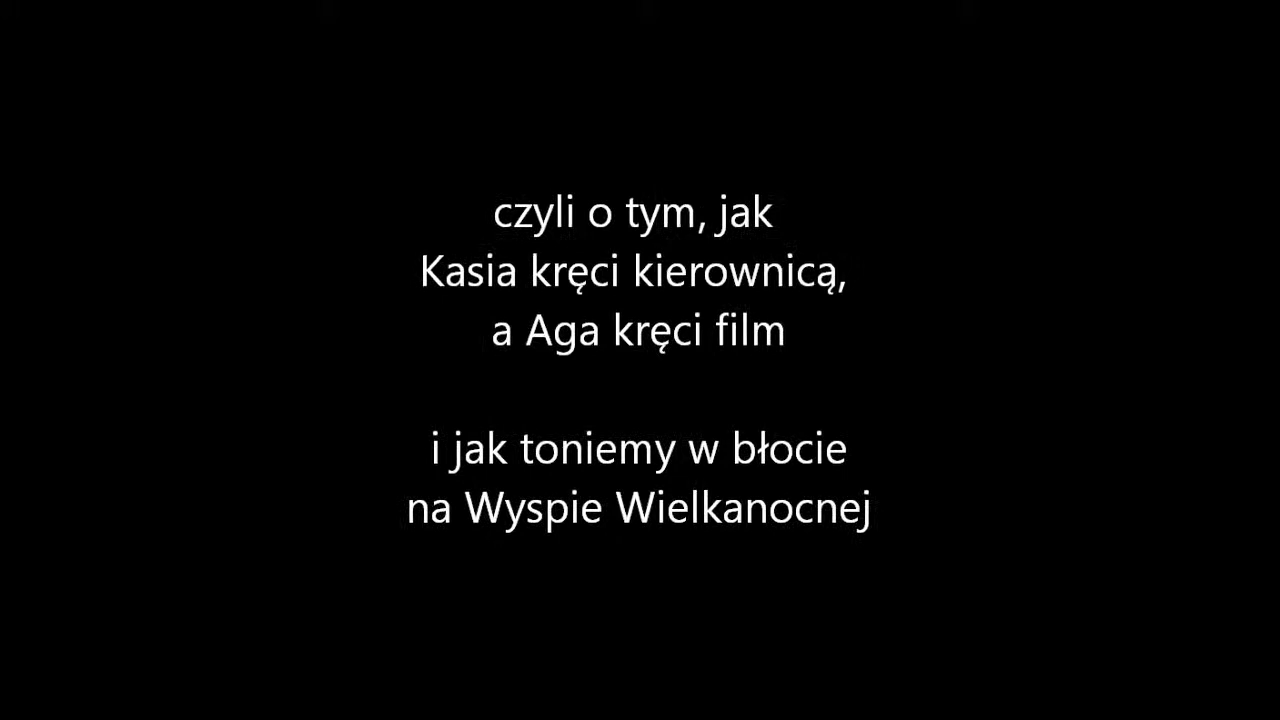 czyli o tym, jak
Kasia kręci kierownicą,
a Aga kręci film
i jak toniemy w błocie
na Wyspie Wielkanocnej